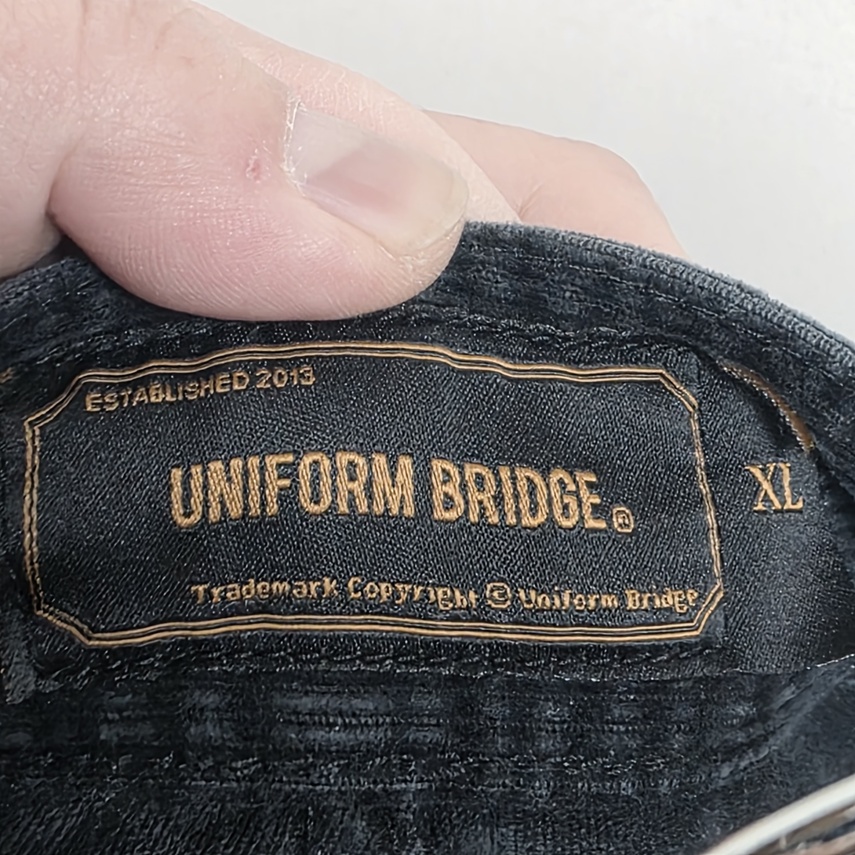 ESTABLISHED 2013
UNIFORM BRIDGE®
XL
Trademark Copyright © Uniform Bridge